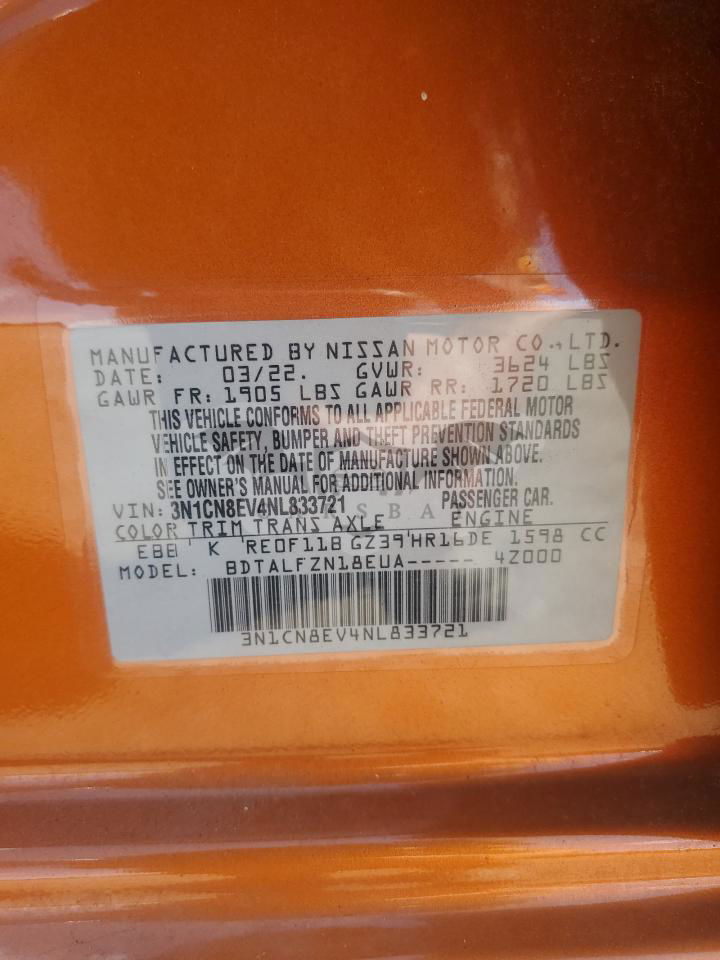 MANUFACTURED BY NISSAN MOTOR CO., LTD.
DATE: 03/22. GVWR: 3624 LBS
GAWR FR: 1905 LBS GAWR RR: 1720 LBS
THIS VEHICLE CONFORMS TO ALL APPLICABLE FEDERAL MOTOR
VEHICLE SAFETY, BUMPER AND THEFT PREVENTION STANDARDS
IN EFFECT ON THE DATE OF MANUFACTURE SHOWN ABOVE.
SEE OWNER'S MANUAL FOR ADDITIONAL INFORMATION.
VIN: 3N1CN8EV4NL833721 PASSENGER CAR.
COLOR TRIM TRANS AXLE ENGINE
EBB K RE0F11B GZ39 HR16DE 1598 CC
MODEL: BDTALFZN18EUA----- 4Z000
3N1CN8EV4NL833721